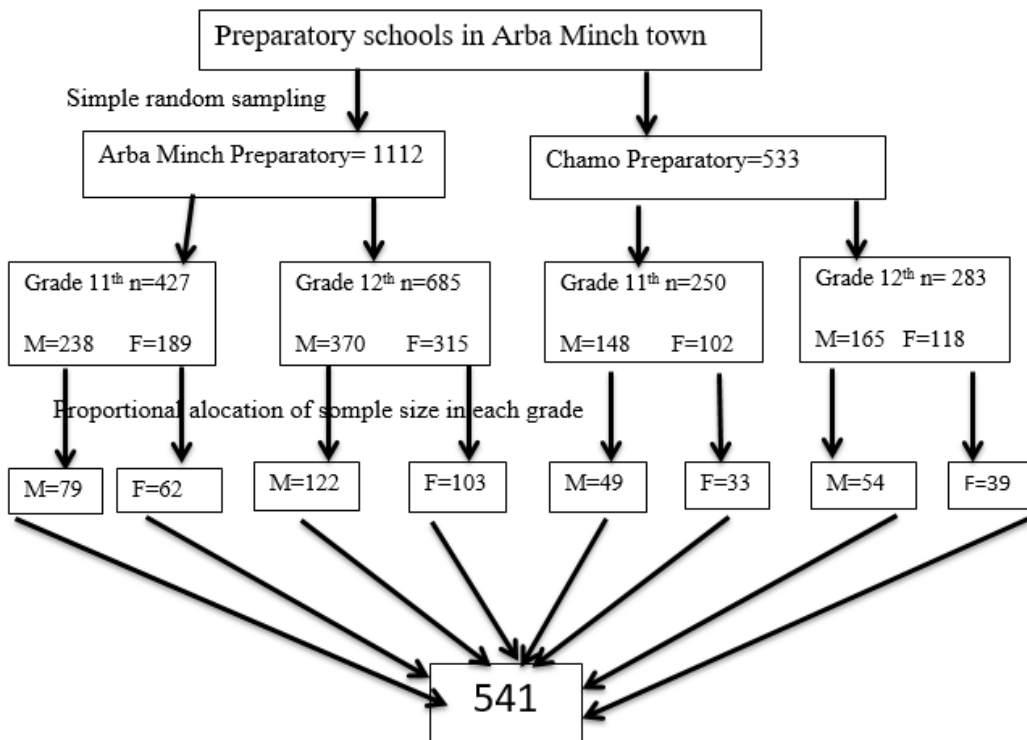 Preparatory schools in Arba Minch town
Simple random sampling
Arba Minch Preparatory= 1112
Chamo Preparatory=533
Grade 11th n=427
M=238 F=189
Grade 12th n=685
M=370 F=315
Grade 11th n=250
M=148 F=102
Grade 12th n= 283
M=165 F=118
Proportional alocation of somple size in each grade
M=79
F=62
M=122
F=103
M=49
F=33
M=54
F=39
541